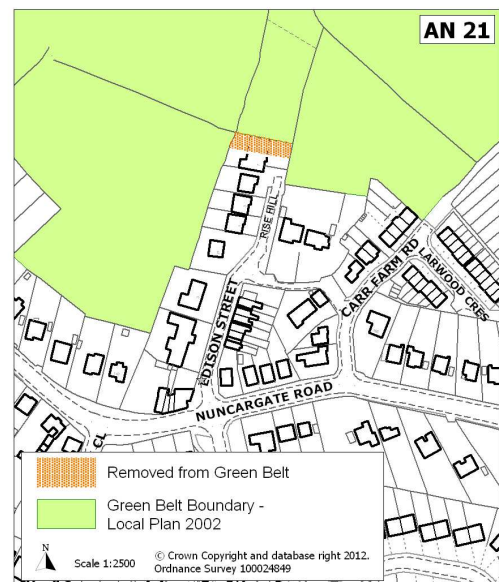 AN 21
RISE HILL
CARR FARM RD
LARWOOD CRES
EDISON STREET
NUNCARGATE ROAD
CL
Removed from Green Belt
Green Belt Boundary -
Local Plan 2002
N
Scale 1:2500
© Crown Copyright and database right 2012.
Ordnance Survey 100024849